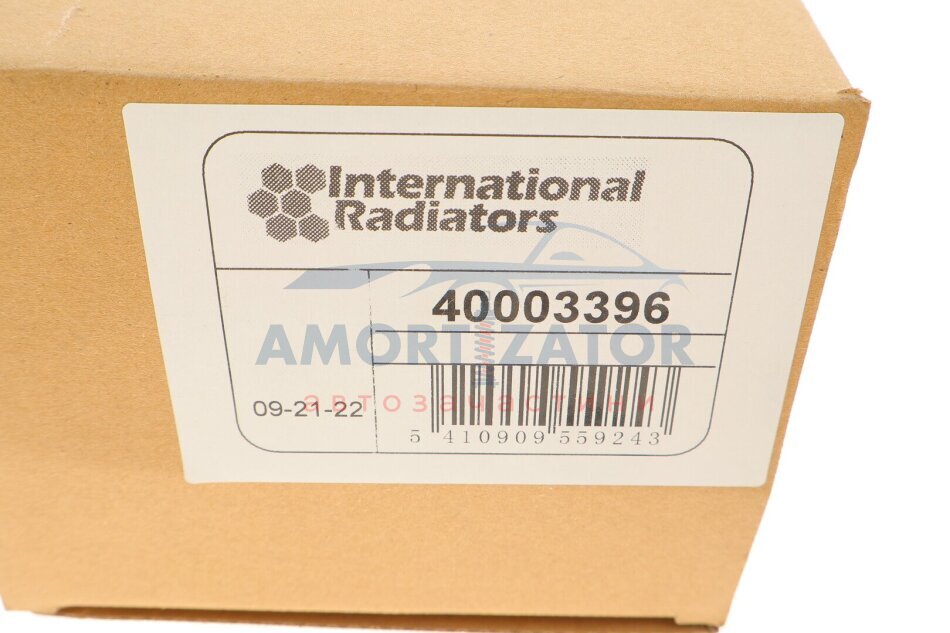 International
Radiators
40003396
AMORTIZATOR
автозапчастини
09-21-22
5 410909 559243